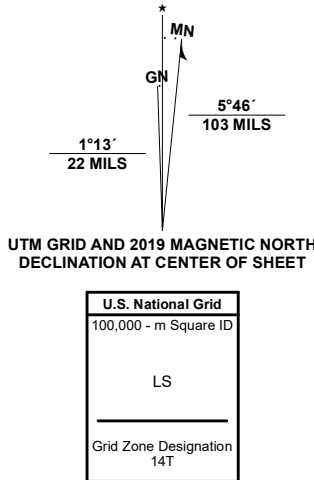 ★
MN
GN
5°46´
103 MILS
1°13´
22 MILS
UTM GRID AND 2019 MAGNETIC NORTH
DECLINATION AT CENTER OF SHEET
U.S. National Grid
100,000 - m Square ID
LS
Grid Zone Designation
14T